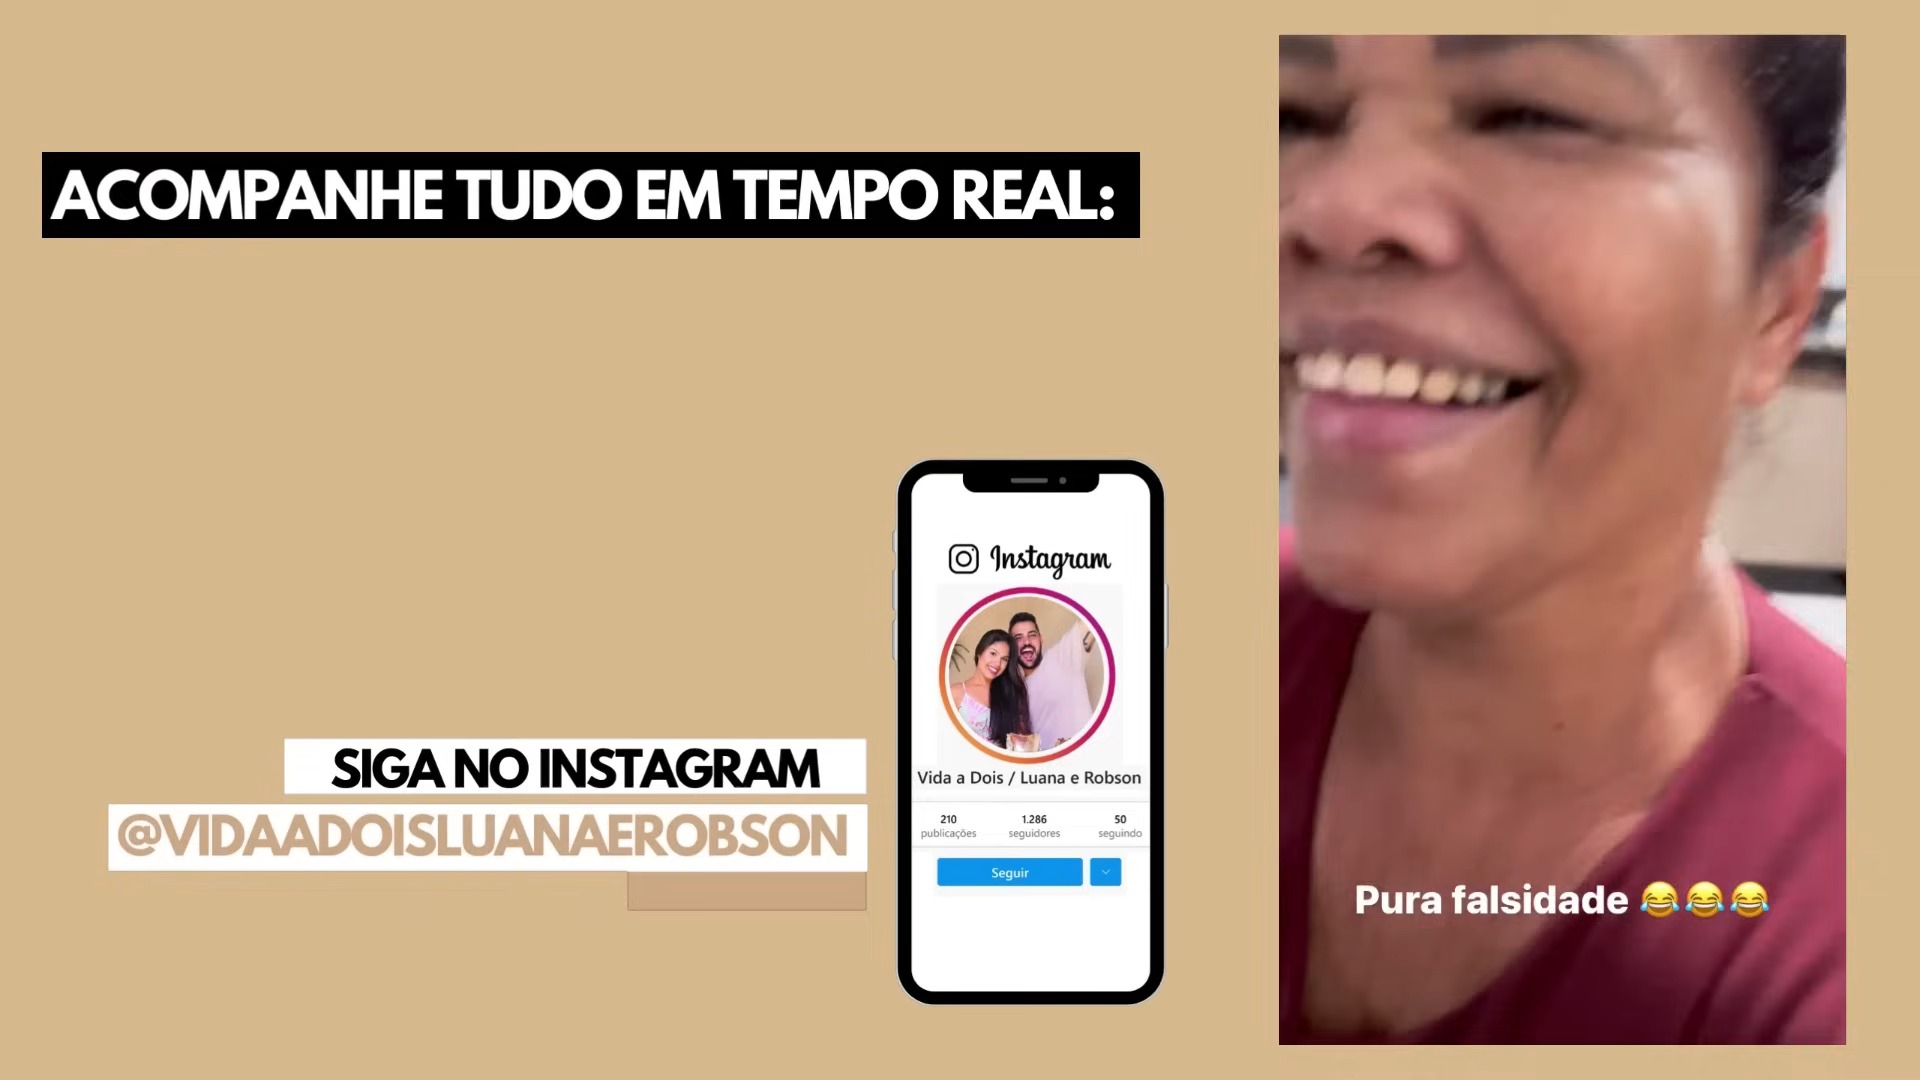 ACOMPANHE TUDO EM TEMPO REAL:
Instagram
Vida a Dois / Luana e Robson
210 1.286 50
publicações seguidores seguindo
Seguir
SIGA NO INSTAGRAM
@VIDAADOISLUANAEROBSON
Pura falsidade 😂😂😂